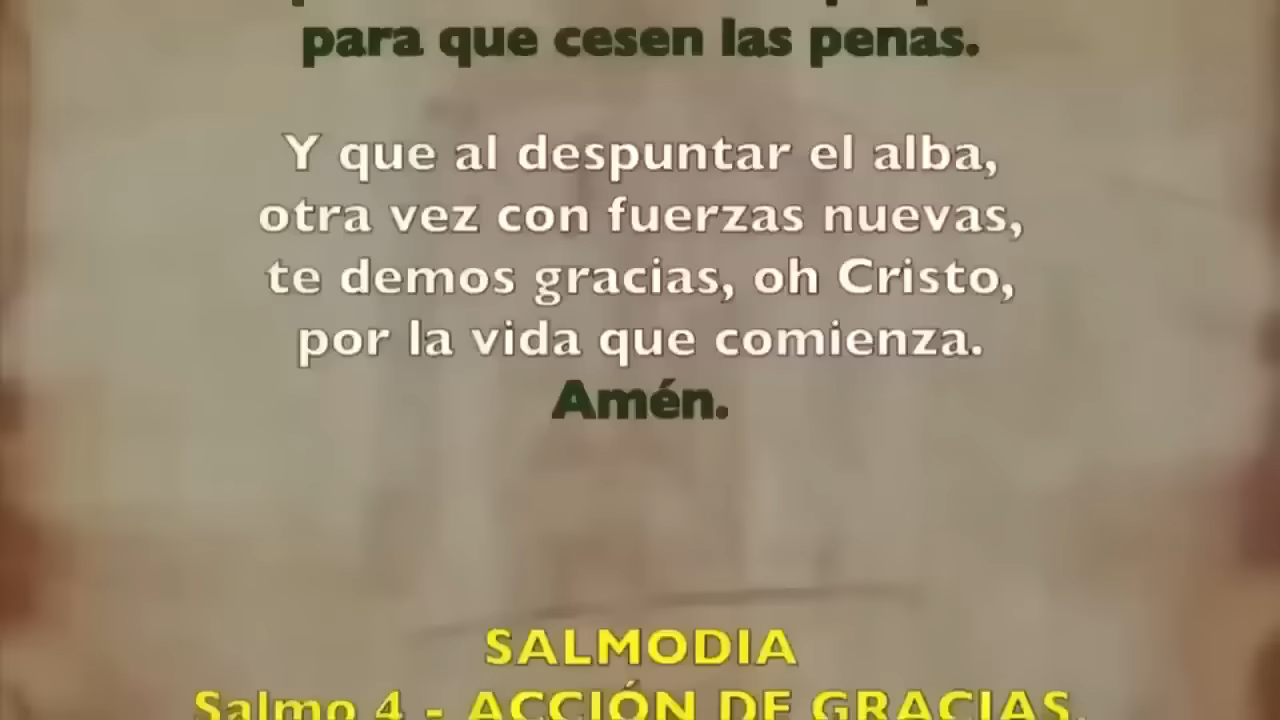 para que cesen las penas.
Y que al despuntar el alba,
otra vez con fuerzas nuevas,
te demos gracias, oh Cristo,
por la vida que comienza.
Amén.
SALMODIA
Salmo 4 - ACCIÓN DE GRACIAS.